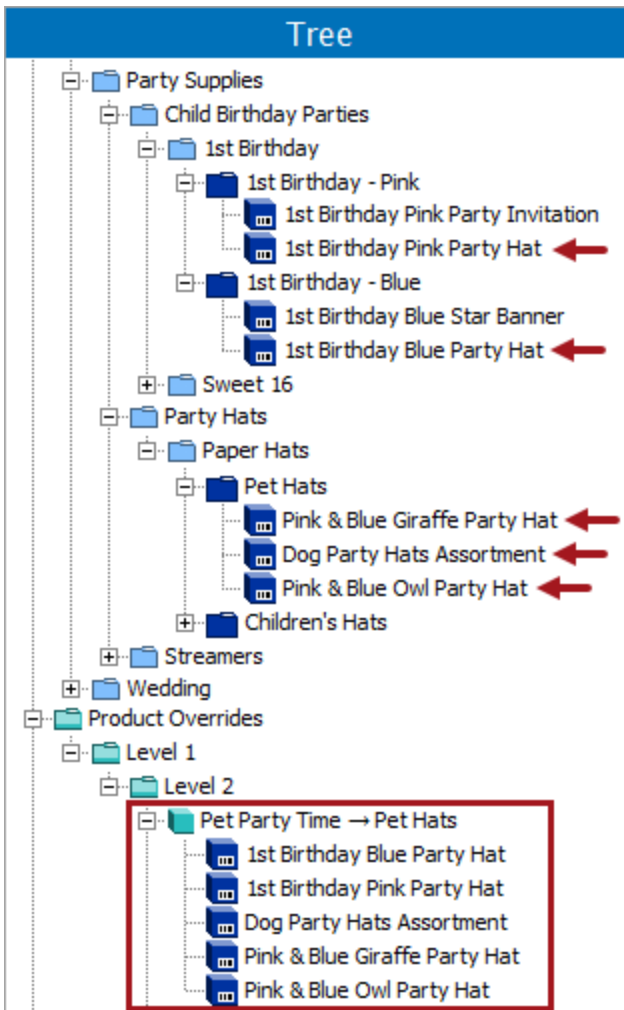 Tree
Party Supplies
Child Birthday Parties
1st Birthday
1st Birthday - Pink
1st Birthday Pink Party Invitation
1st Birthday Pink Party Hat
1st Birthday - Blue
1st Birthday Blue Star Banner
1st Birthday Blue Party Hat
Sweet 16
Party Hats
Paper Hats
Pet Hats
Pink & Blue Giraffe Party Hat
Dog Party Hats Assortment
Pink & Blue Owl Party Hat
Children's Hats
Streamers
Wedding
Product Overrides
Level 1
Level 2
Pet Party Time → Pet Hats
1st Birthday Blue Party Hat
1st Birthday Pink Party Hat
Dog Party Hats Assortment
Pink & Blue Giraffe Party Hat
Pink & Blue Owl Party Hat